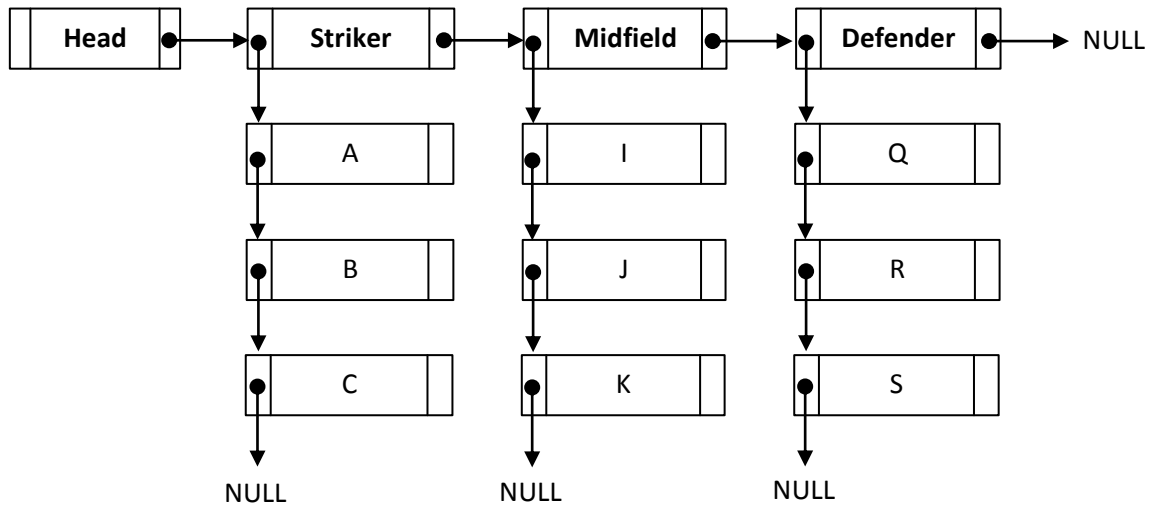 Head Striker Midfield Defender NULL
A I Q
B J R
C K S
NULL NULL NULL